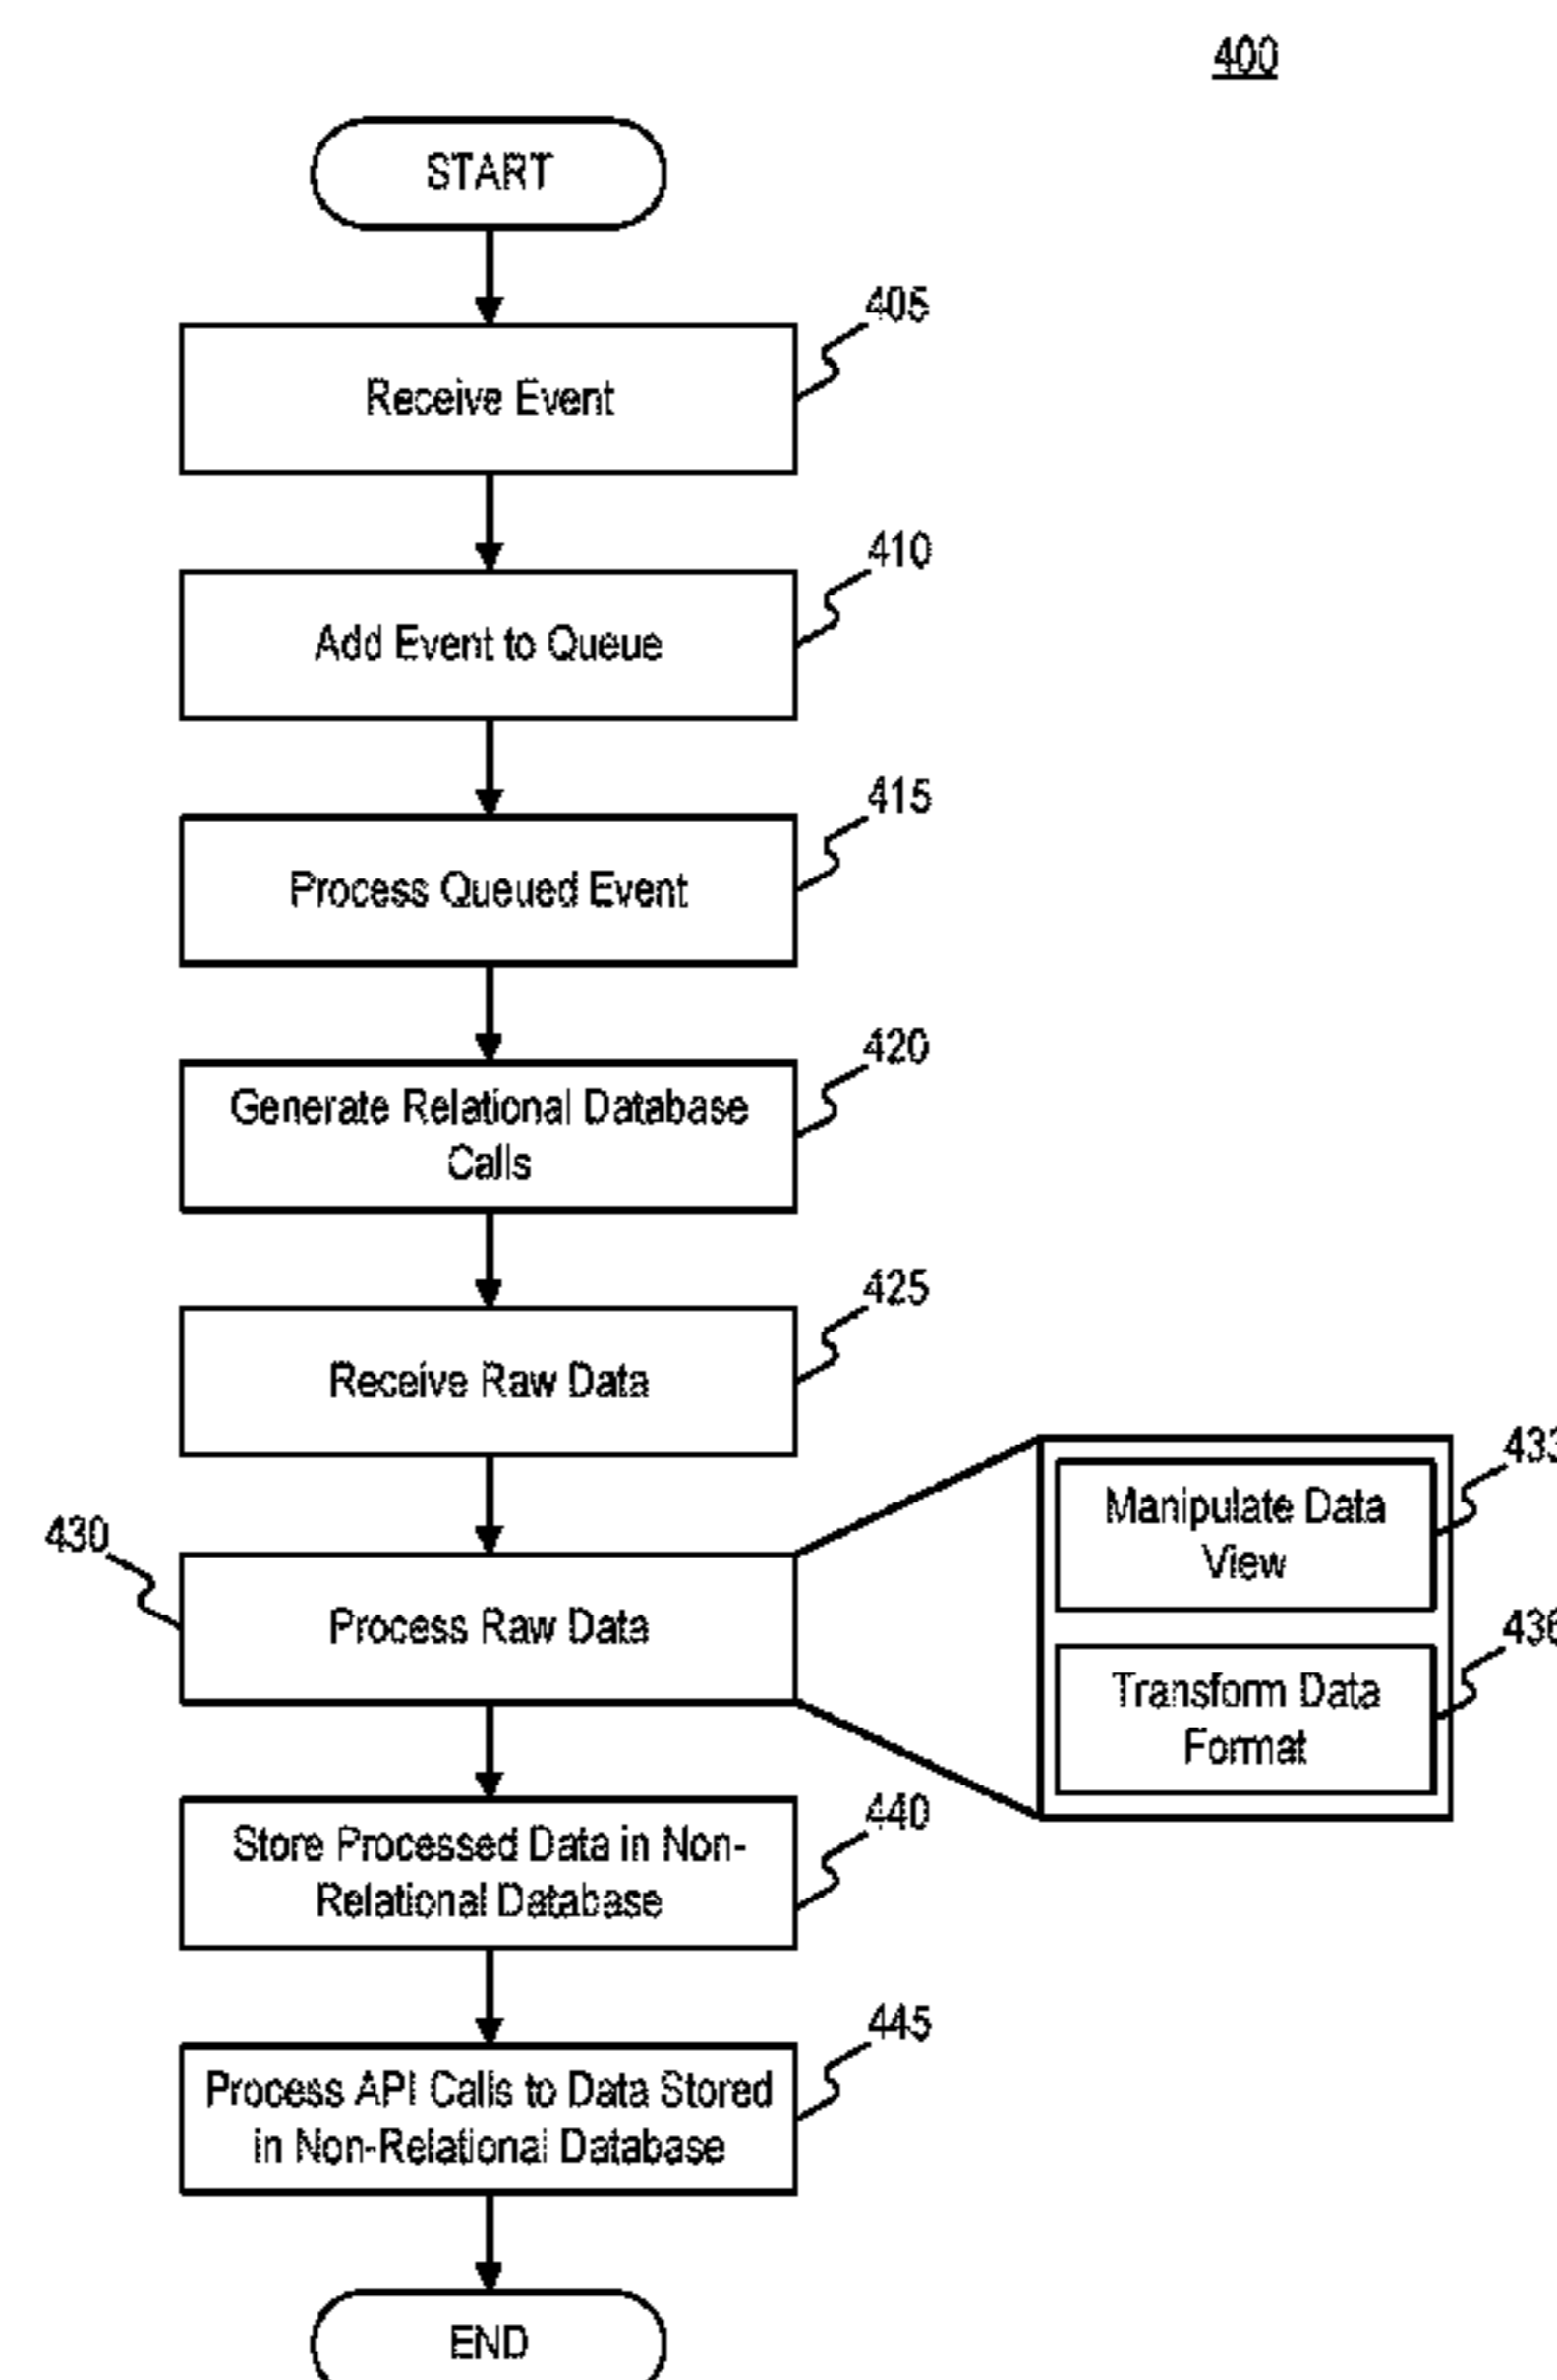 400
START
405
Receive Event
410
Add Event to Queue
415
Process Queued Event
420
Generate Relational Database
Calls
425
Receive Raw Data
430
Process Raw Data
433
Manipulate Data
View
436
Transform Data
Format
440
Store Processed Data in Non-
Relational Database
445
Process API Calls to Data Stored
in Non-Relational Database
END